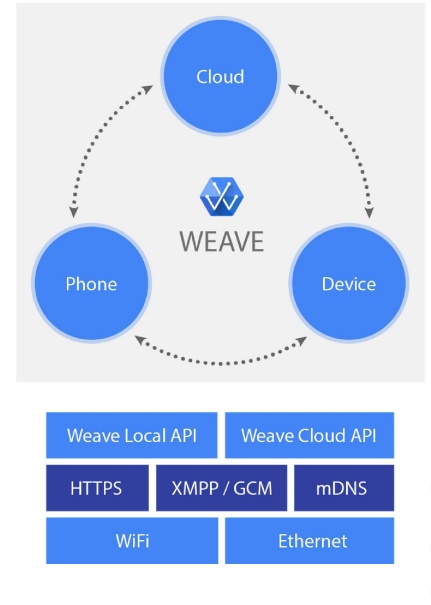 Cloud
WEAVE
Phone
Device
Weave Local API
Weave Cloud API
HTTPS
XMPP / GCM
mDNS
WiFi
Ethernet